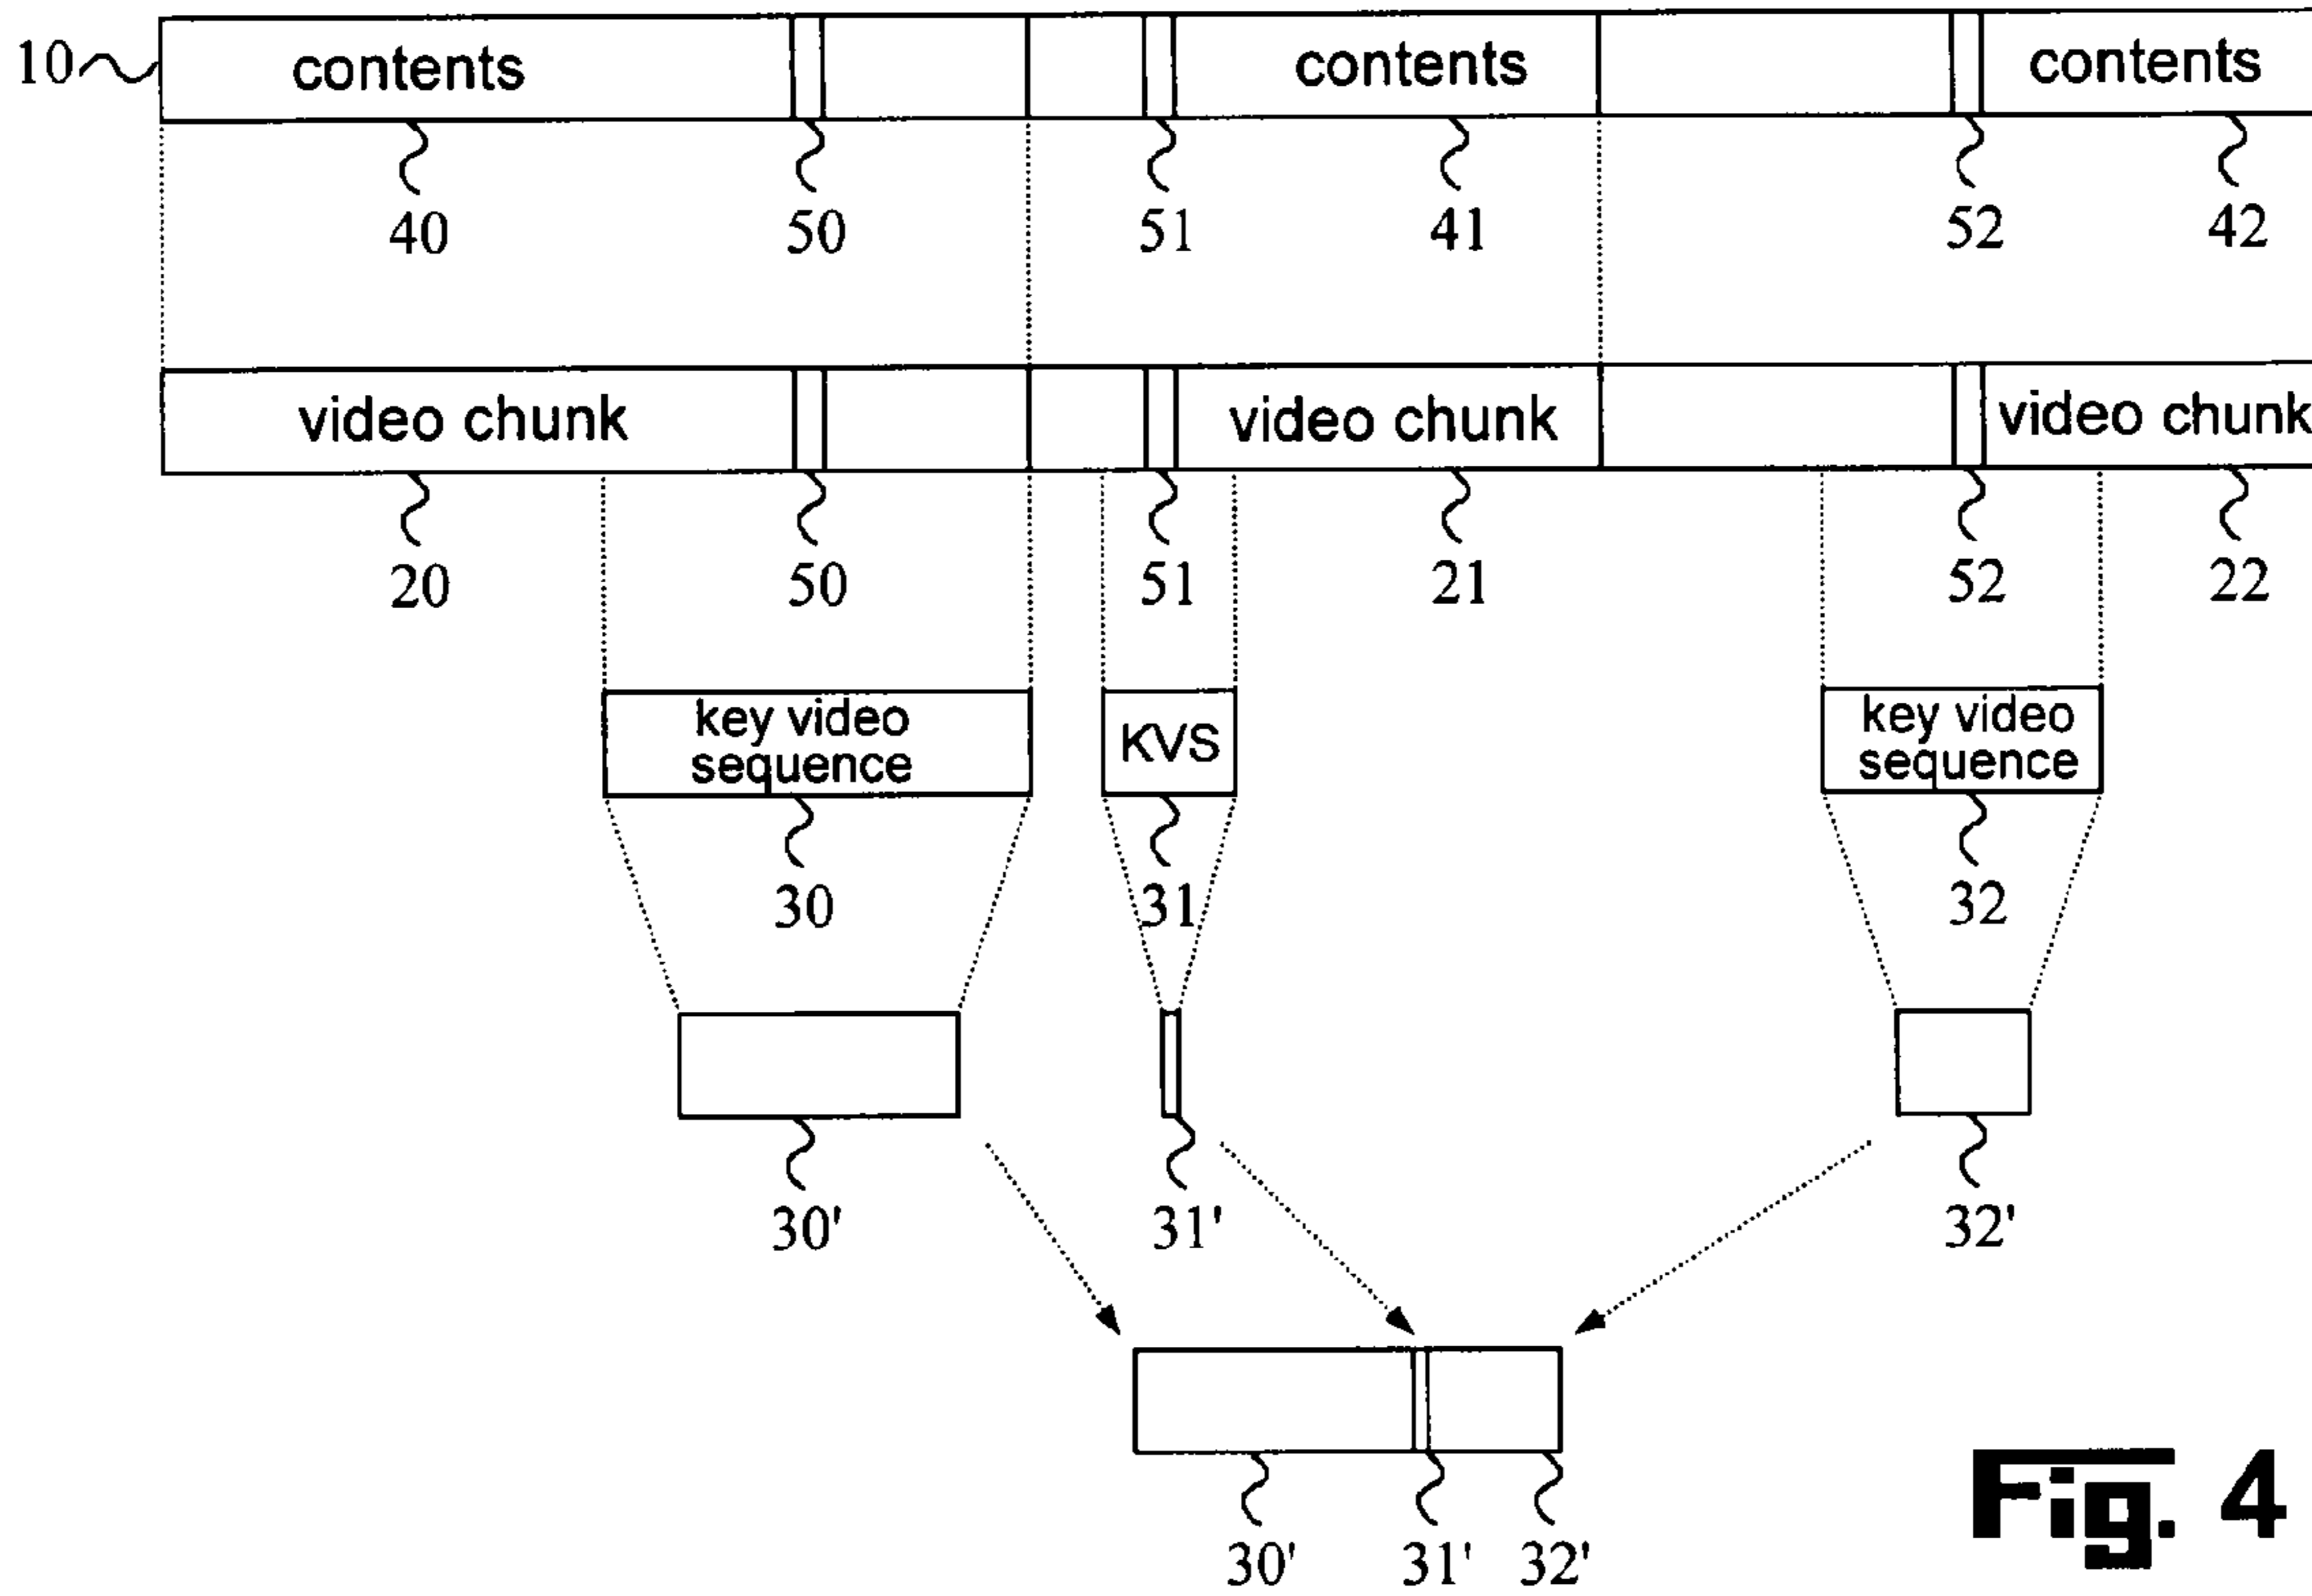 10 contents contents contents
40 50 51 41 52 42
video chunk video chunk video chunk
20 50 51 21 52 22
key video
sequence
KVS
key video
sequence
30 31 32
30' 31' 32'
30' 31' 32'
Fig. 4